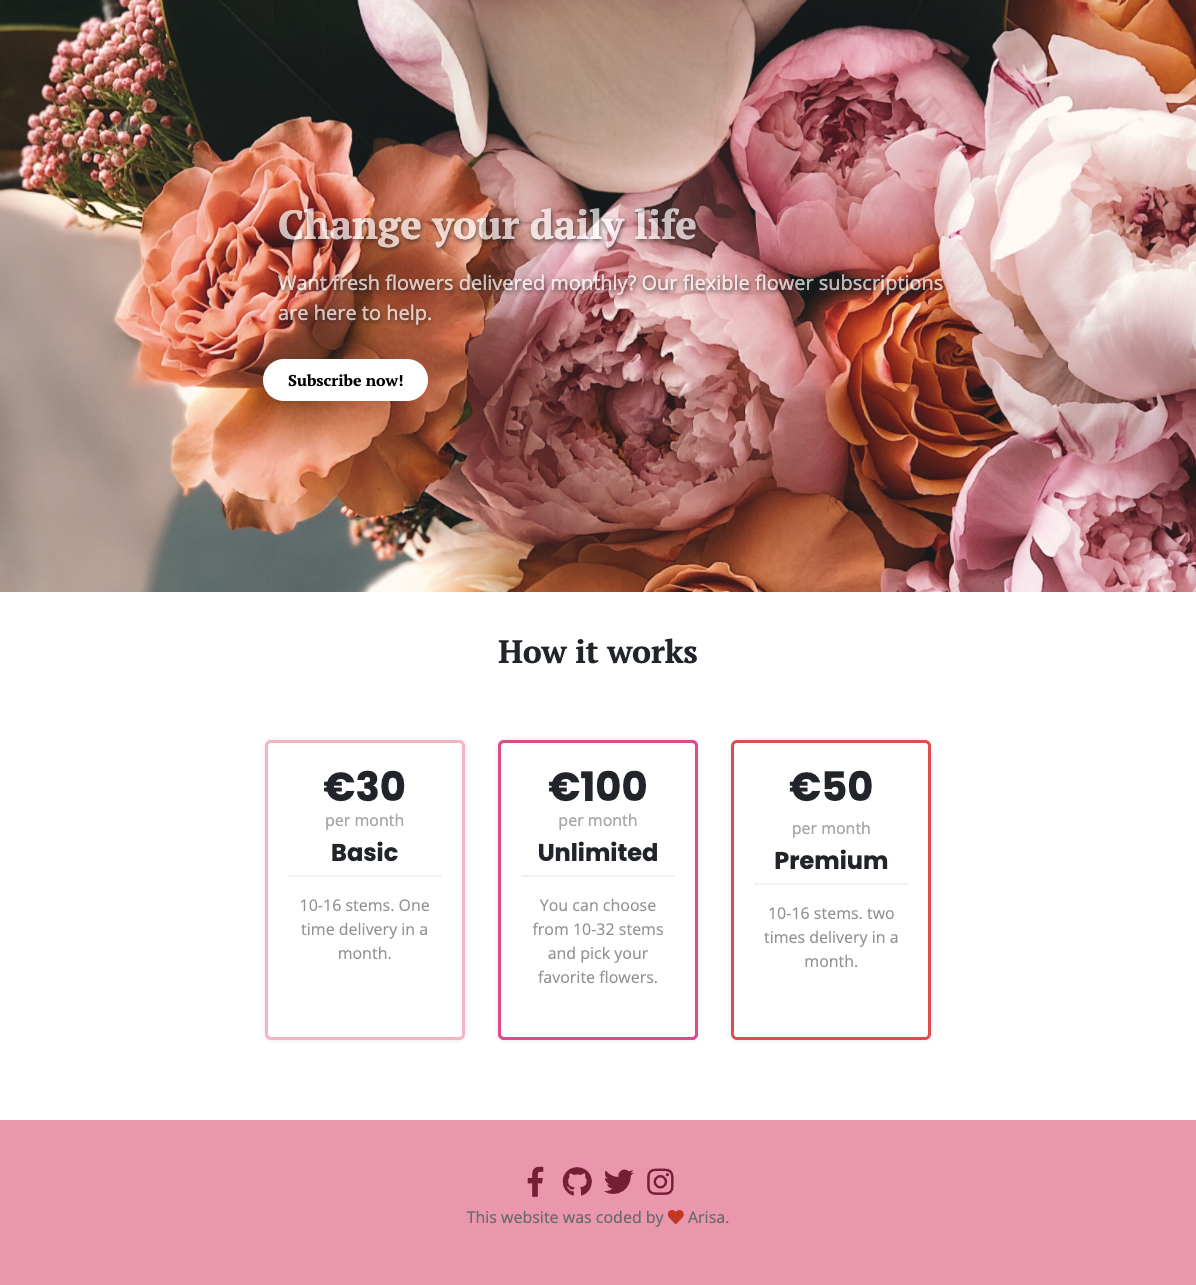 Change your daily life
Want fresh flowers delivered monthly? Our flexible flower subscriptions
are here to help.
Subscribe now!
How it works
€30
per month
Basic
10-16 stems. One
time delivery in a
month.
€100
per month
Unlimited
You can choose
from 10-32 stems
and pick your
favorite flowers.
€50
per month
Premium
10-16 stems. two
times delivery in a
month.
This website was coded by ❤ Arisa.